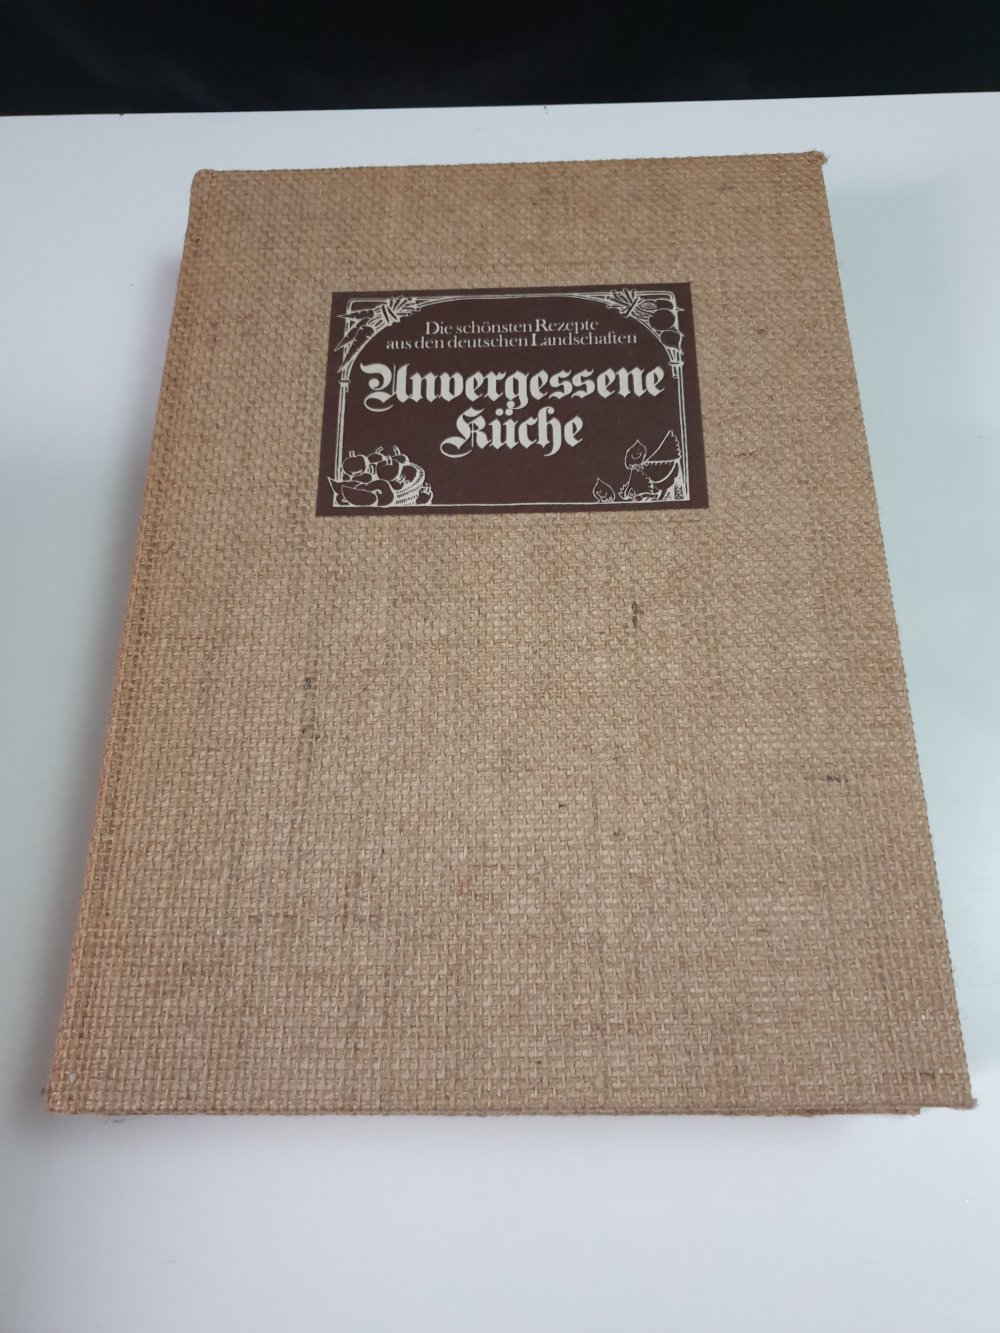 Die schönsten Rezepte
aus den deutschen Landschaften
Unvergessene
Küche